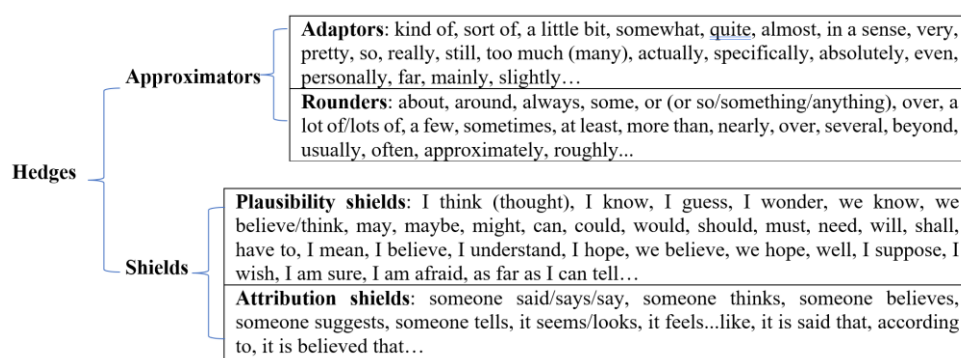 Adaptors: kind of, sort of, a little bit, somewhat, quite, almost, in a sense, very,
pretty, so, really, still, too much (many), actually, specifically, absolutely, even,
personally, far, mainly, slightly…
Approximators
Rounders: about, around, always, some, or (or so/something/anything), over, a
lot of/lots of, a few, sometimes, at least, more than, nearly, over, several, beyond,
usually, often, approximately, roughly...
Hedges
Plausibility shields: I think (thought), I know, I guess, I wonder, we know, we
believe/think, may, maybe, might, can, could, would, should, must, need, will, shall,
have to, I mean, I believe, I understand, I hope, we believe, we hope, well, I suppose, I
wish, I am sure, I am afraid, as far as I can tell…
Shields
Attribution shields: someone said/says/say, someone thinks, someone believes,
someone suggests, someone tells, it seems/looks, it feels...like, it is said that, according
to, it is believed that…